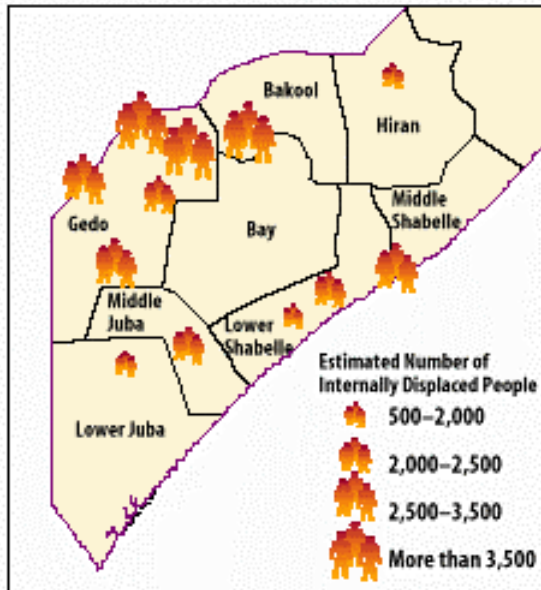 Bakool
Hiran
Middle
Shabelle
Gedo
Bay
Middle
Juba
Lower
Shabelle
Lower Juba
Estimated Number of
Internally Displaced People
500–2,000
2,000–2,500
2,500–3,500
More than 3,500